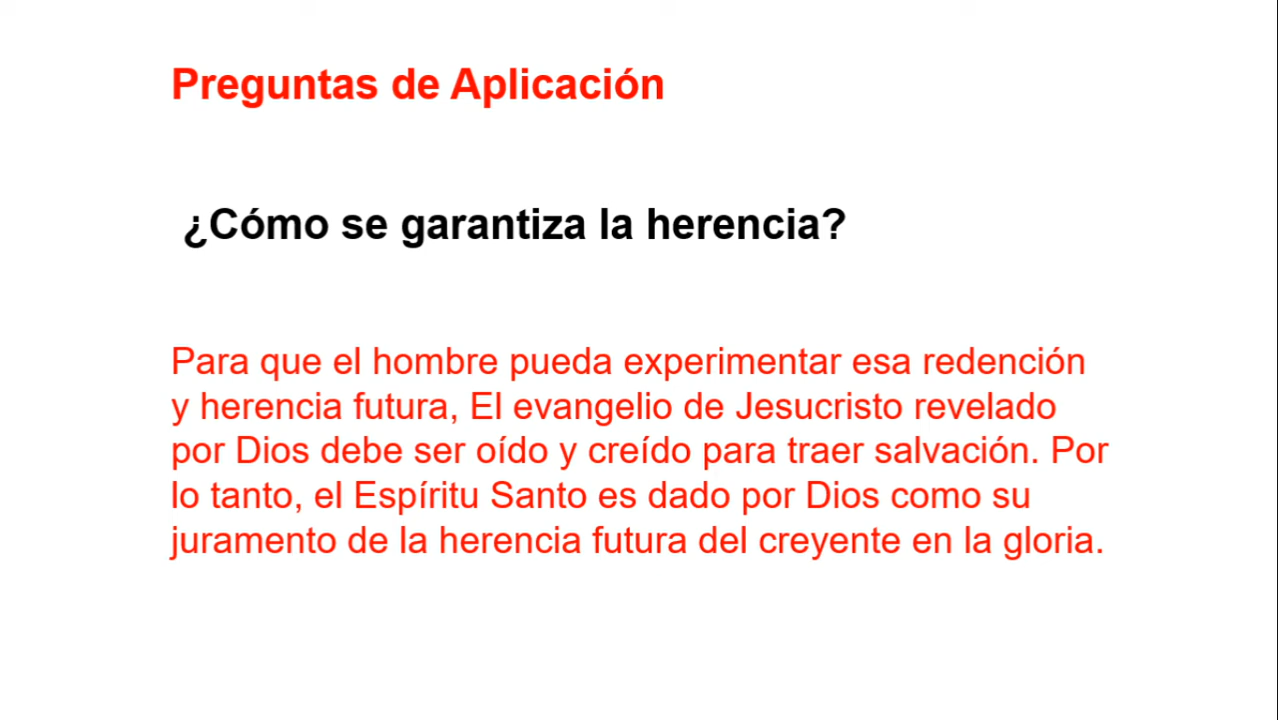 Preguntas de Aplicación
¿Cómo se garantiza la herencia?
Para que el hombre pueda experimentar esa redención
y herencia futura, El evangelio de Jesucristo revelado
por Dios debe ser oído y creído para traer salvación. Por
lo tanto, el Espíritu Santo es dado por Dios como su
juramento de la herencia futura del creyente en la gloria.